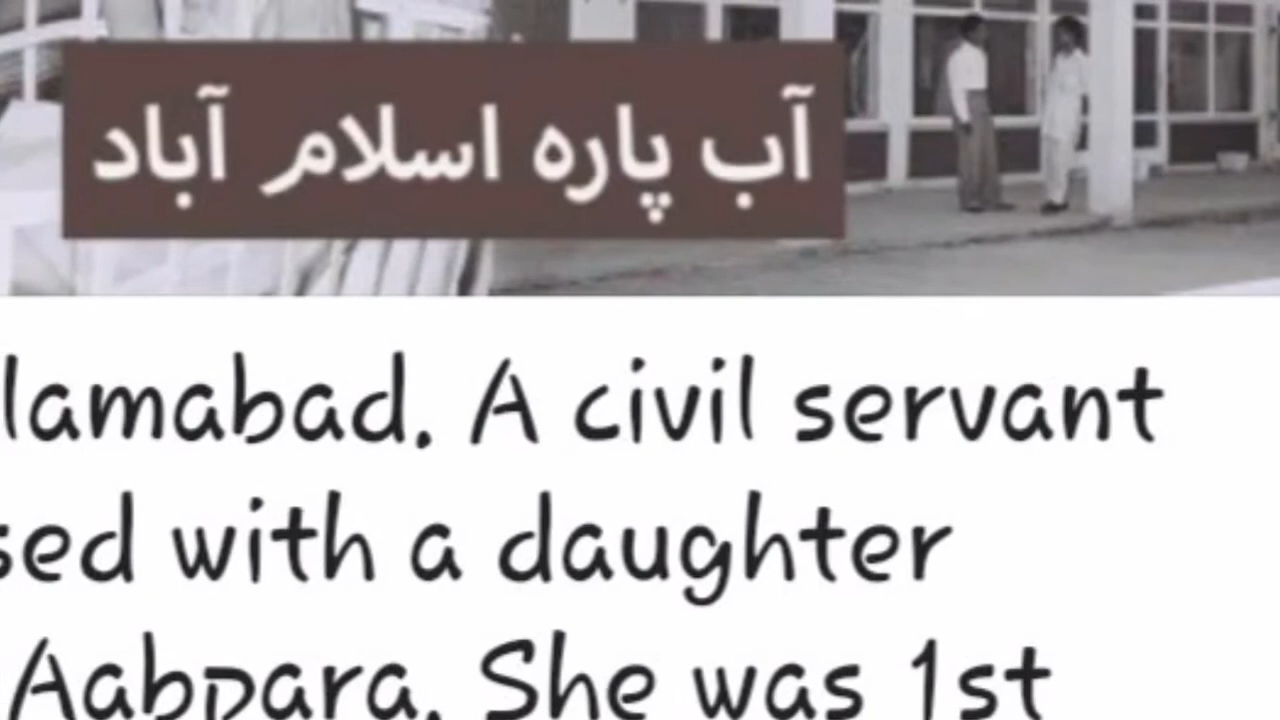 آب پارہ اسلام آباد
lamabad. A civil servant
sed with a daughter
Aabpara. She was 1st